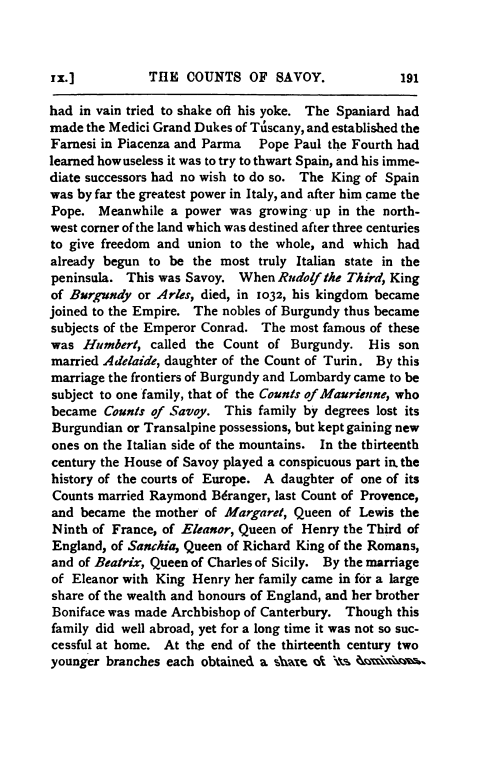 IX.] THE COUNTS OF SAVOY. 191
had in vain tried to shake off his yoke. The Spaniard had
made the Medici Grand Dukes of Túscany, and established the
Farnesi in Piacenza and Parma Pope Paul the Fourth had
learned how useless it was to try to thwart Spain, and his imme-
diate successors had no wish to do so. The King of Spain
was by far the greatest power in Italy, and after him came the
Pope. Meanwhile a power was growing up in the north-
west corner of the land which was destined after three centuries
to give freedom and union to the whole, and which had
already begun to be the most truly Italian state in the
peninsula. This was Savoy. When Rudolf the Third, King
of Burgundy or Arles, died, in 1032, his kingdom became
joined to the Empire. The nobles of Burgundy thus became
subjects of the Emperor Conrad. The most famous of these
was Humbert, called the Count of Burgundy. His son
married Adelaide, daughter of the Count of Turin. By this
marriage the frontiers of Burgundy and Lombardy came to be
subject to one family, that of the Counts of Maurienne, who
became Counts of Savoy. This family by degrees lost its
Burgundian or Transalpine possessions, but kept gaining new
ones on the Italian side of the mountains. In the thirteenth
century the House of Savoy played a conspicuous part in the
history of the courts of Europe. A daughter of one of its
Counts married Raymond Béranger, last Count of Provence,
and became the mother of Margaret, Queen of Lewis the
Ninth of France, of Eleanor, Queen of Henry the Third of
England, of Sanchia, Queen of Richard King of the Romans,
and of Beatrix, Queen of Charles of Sicily. By the marriage
of Eleanor with King Henry her family came in for a large
share of the wealth and honours of England, and her brother
Boniface was made Archbishop of Canterbury. Though this
family did well abroad, yet for a long time it was not so suc-
cessful at home. At the end of the thirteenth century two
younger branches each obtained a share of its dominions.